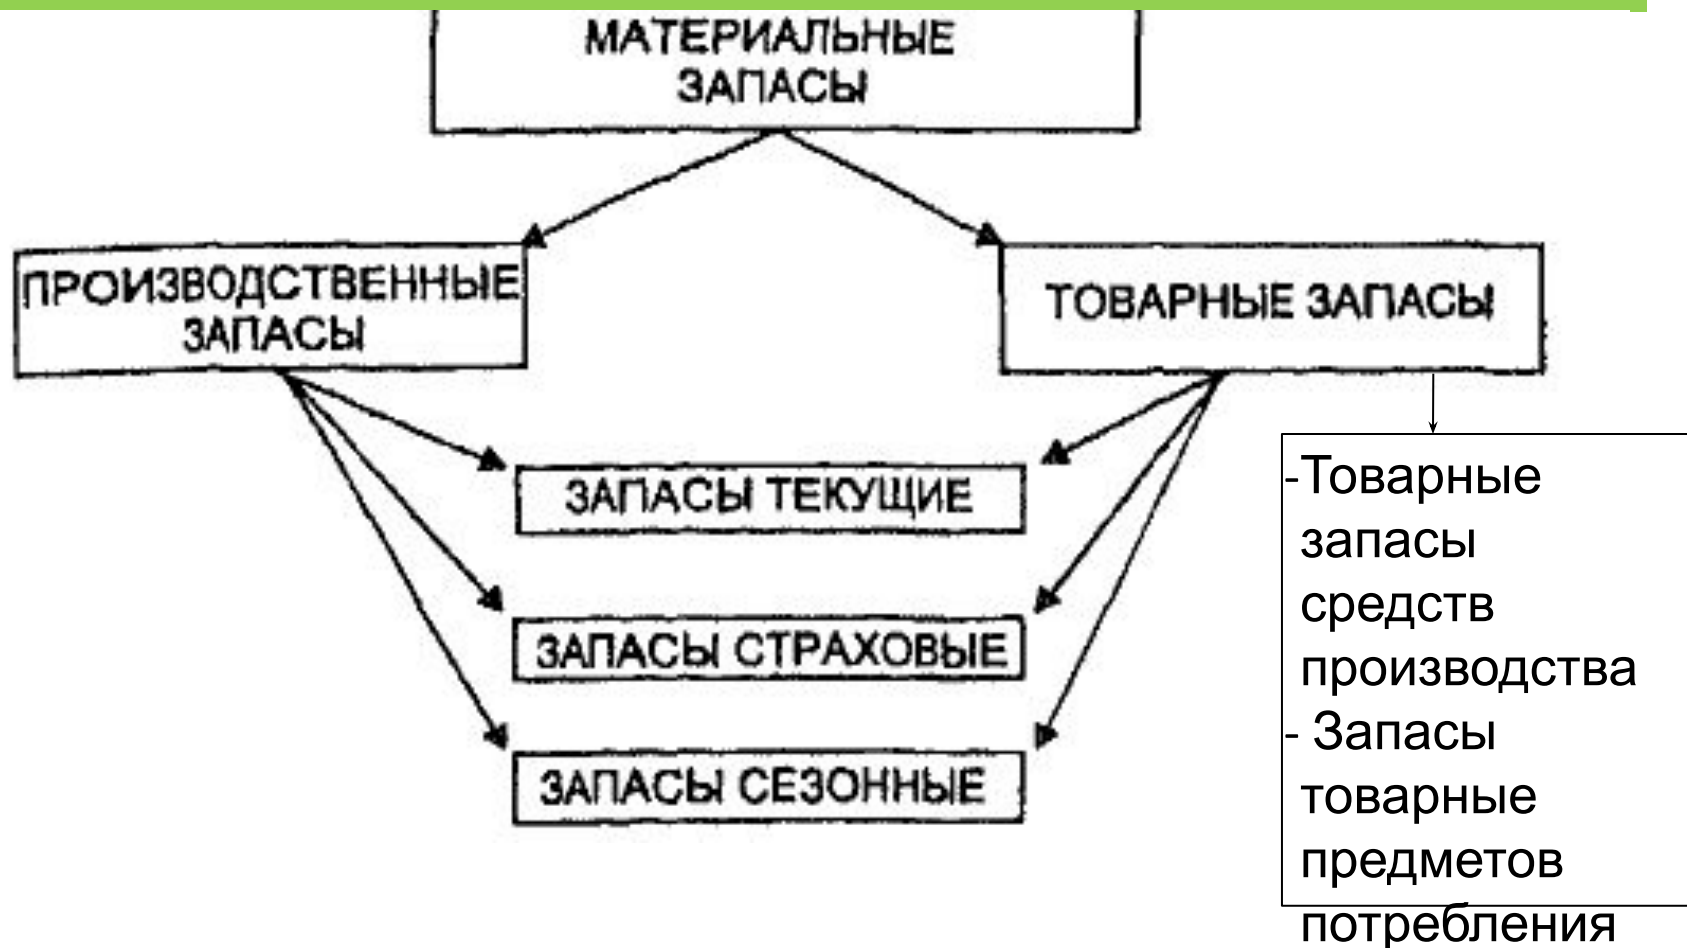 МАТЕРИАЛЬНЫЕ
ЗАПАСЫ
ПРОИЗВОДСТВЕННЫЕ
ЗАПАСЫ
ТОВАРНЫЕ ЗАПАСЫ
ЗАПАСЫ ТЕКУЩИЕ
ЗАПАСЫ СТРАХОВЫЕ
ЗАПАСЫ СЕЗОННЫЕ
-Товарные
запасы
средств
производства
- Запасы
товарные
предметов
потребления